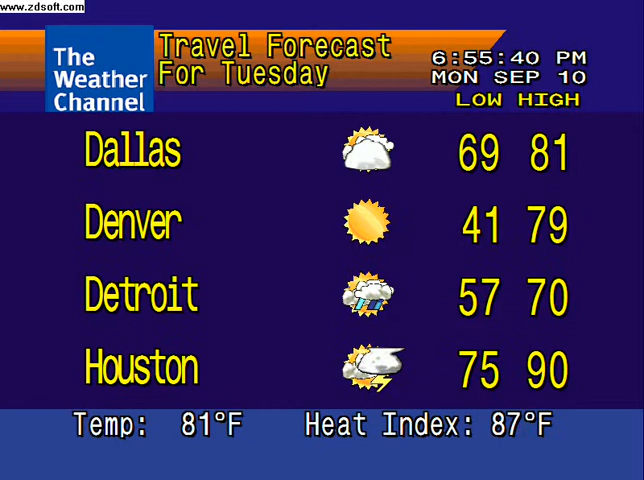 www.zdsoft.com
The
Weather
Channel
Travel Forecast
For Tuesday
6:55:40 PM
MON SEP 10
LOW HIGH
Dallas 69 81
Denver 41 79
Detroit 57 70
Houston 75 90
Temp: 81°F Heat Index: 87°F